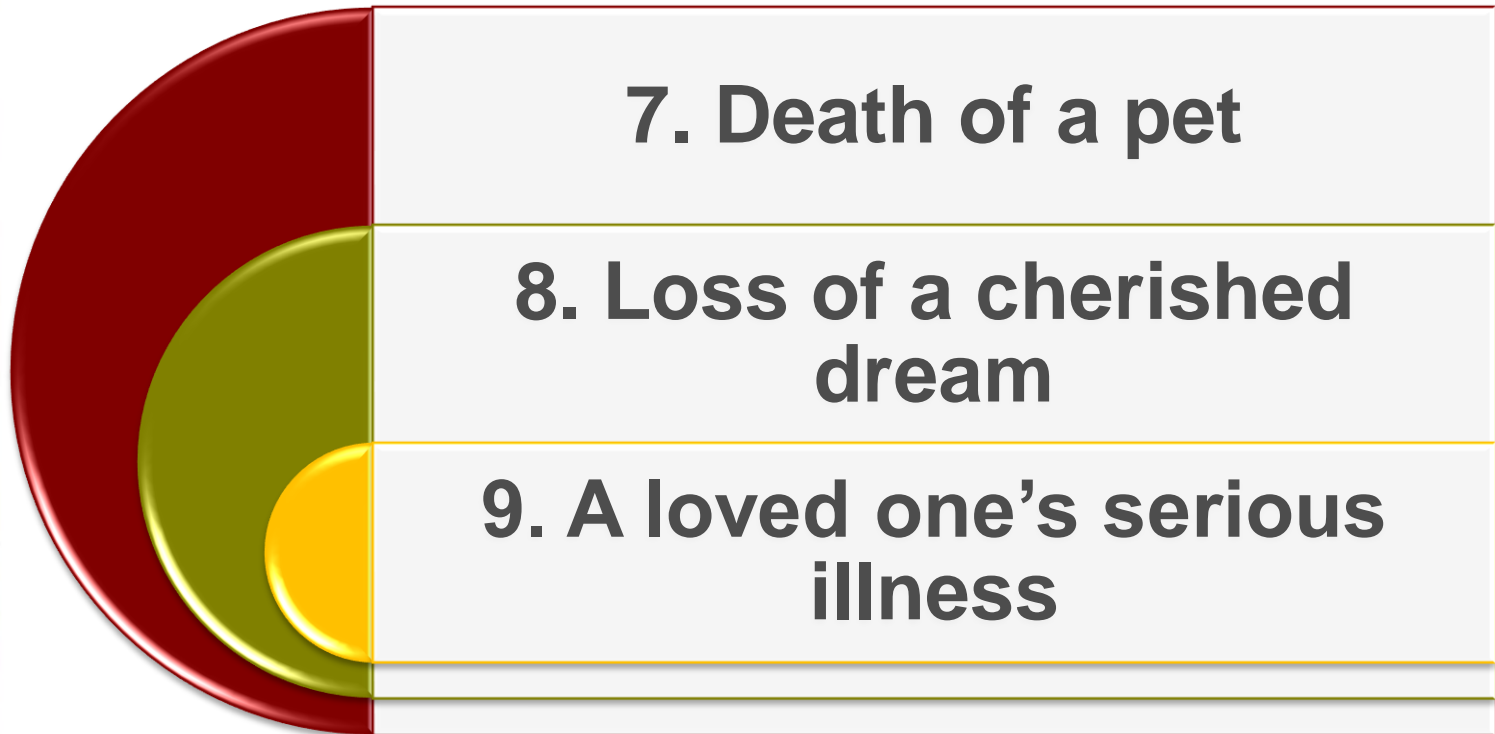 7. Death of a pet
8. Loss of a cherished
dream
9. A loved one’s serious
illness